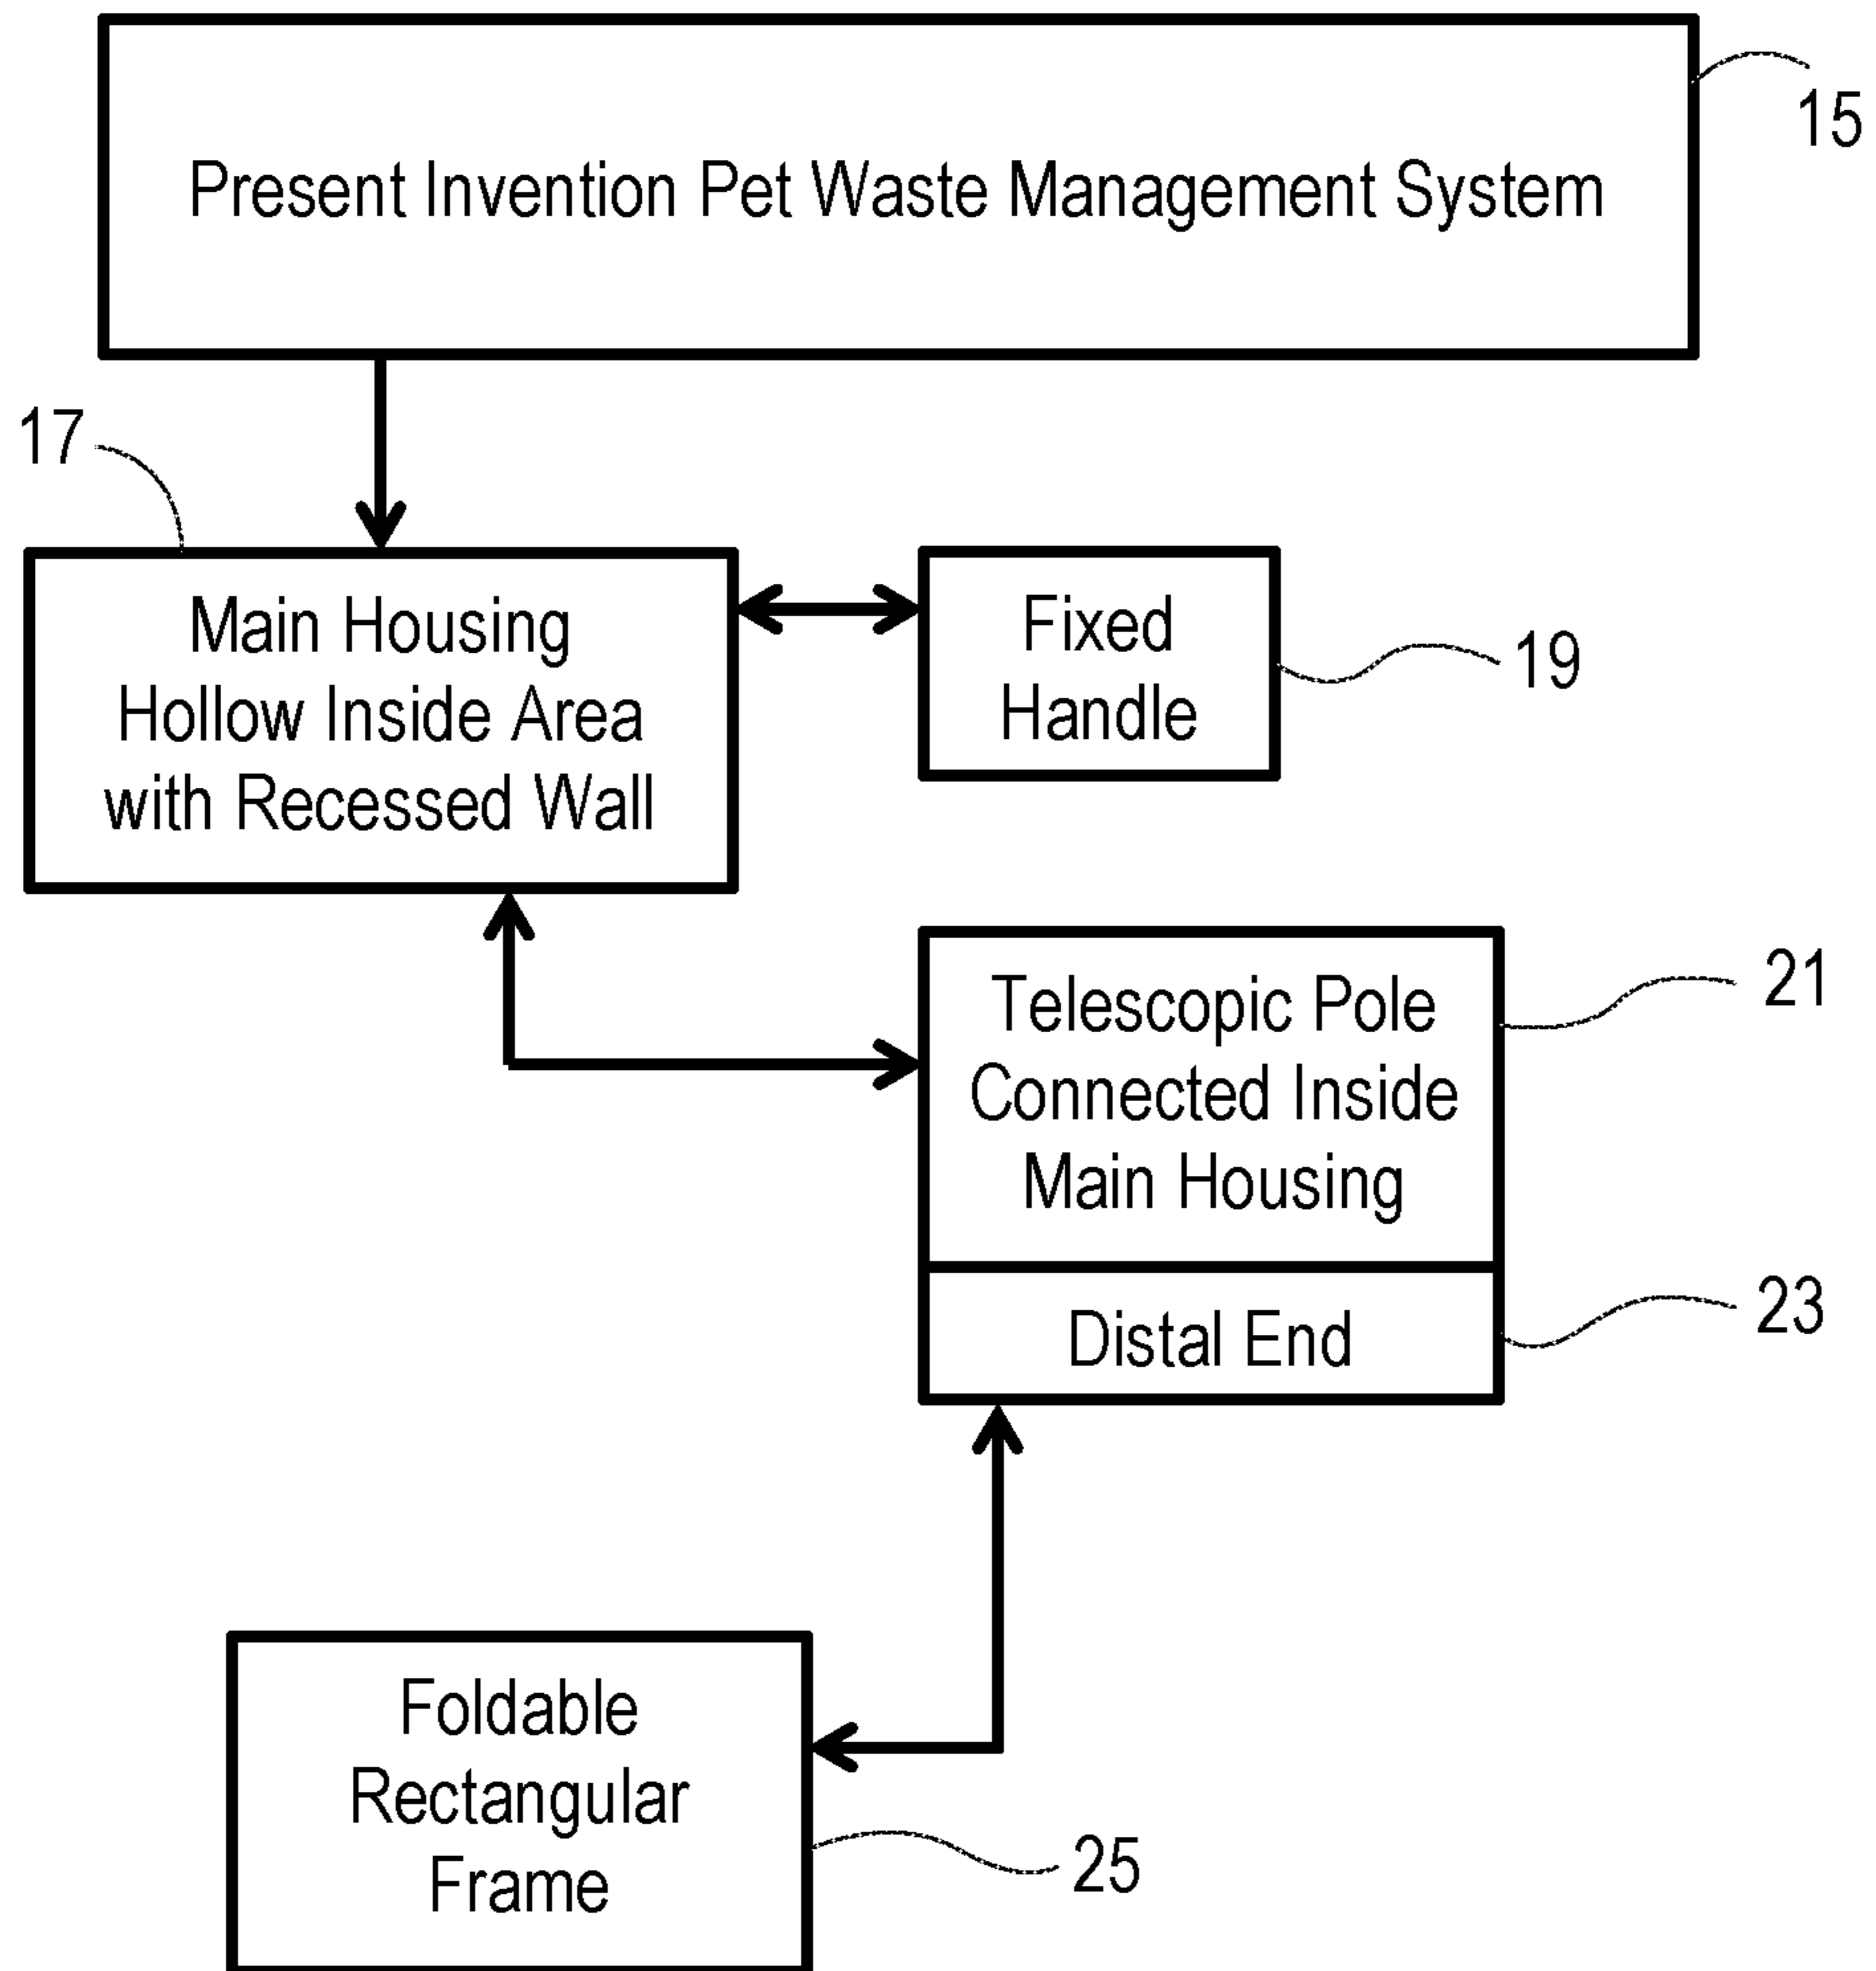 Present Invention Pet Waste Management System
15
17
Main Housing
Hollow Inside Area
with Recessed Wall
Fixed
Handle
19
Telescopic Pole
Connected Inside
Main Housing
21
Distal End
23
Foldable
Rectangular
Frame
25